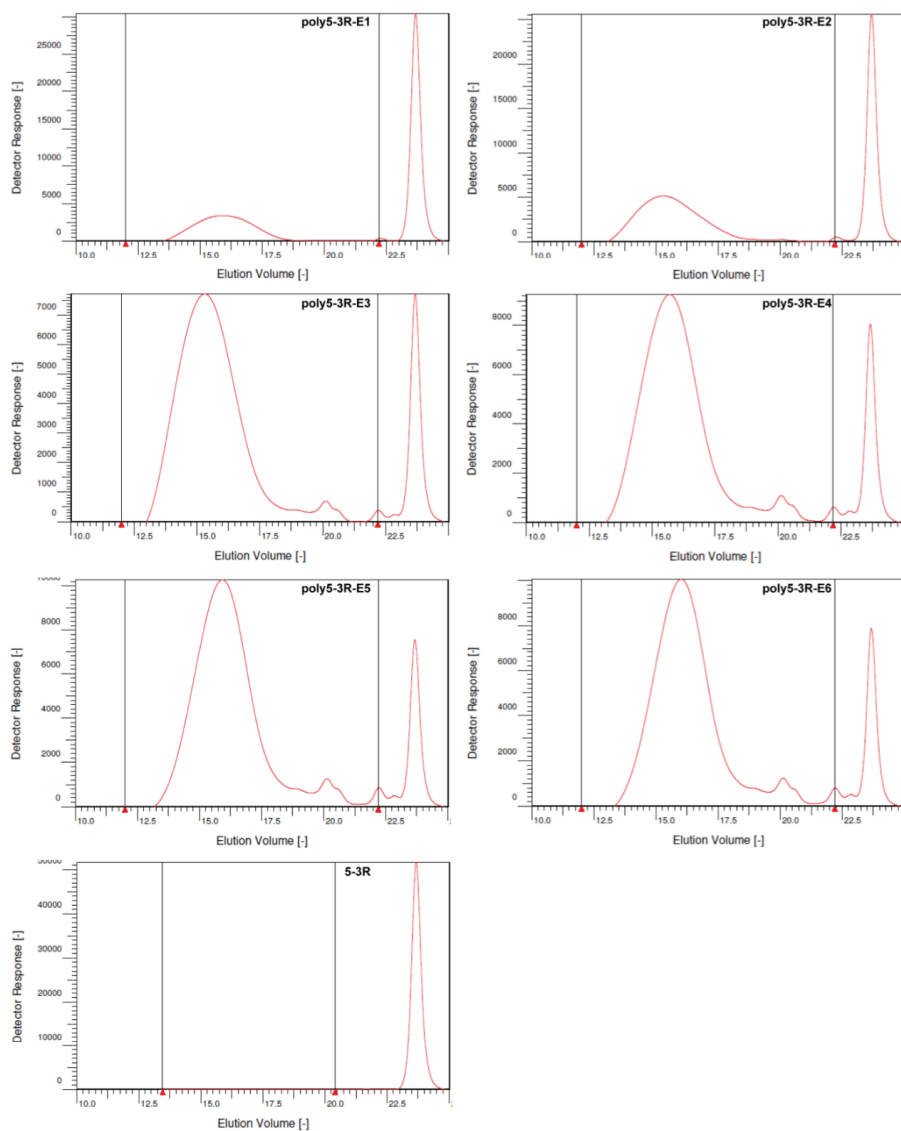 poly5-3R-E1
Detector Response [-]
25000
20000
15000
10000
5000
0
10.0 12.5 15.0 17.5 20.0 22.5
Elution Volume [-]
poly5-3R-E2
Detector Response [-]
20000
15000
10000
5000
0
10.0 12.5 15.0 17.5 20.0 22.5
Elution Volume [-]
poly5-3R-E3
Detector Response [-]
7000
6000
5000
4000
3000
2000
1000
0
10.0 12.5 15.0 17.5 20.0 22.5
Elution Volume [-]
poly5-3R-E4
Detector Response [-]
8000
6000
4000
2000
0
10.0 12.5 15.0 17.5 20.0 22.5
Elution Volume [-]
poly5-3R-E5
Detector Response [-]
8000
6000
4000
2000
0
10.0 12.5 15.0 17.5 20.0 22.5
Elution Volume [-]
poly5-3R-E6
Detector Response [-]
8000
6000
4000
2000
0
10.0 12.5 15.0 17.5 20.0 22.5
Elution Volume [-]
5-3R
Detector Response [-]
40000
30000
20000
10000
0
10.0 12.5 15.0 17.5 20.0 22.5
Elution Volume [-]